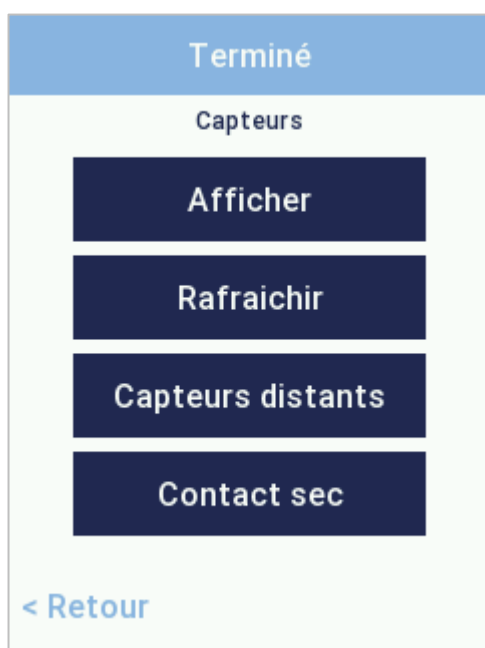 Terminé
Capteurs
Afficher
Rafraichir
Capteurs distants
Contact sec
< Retour